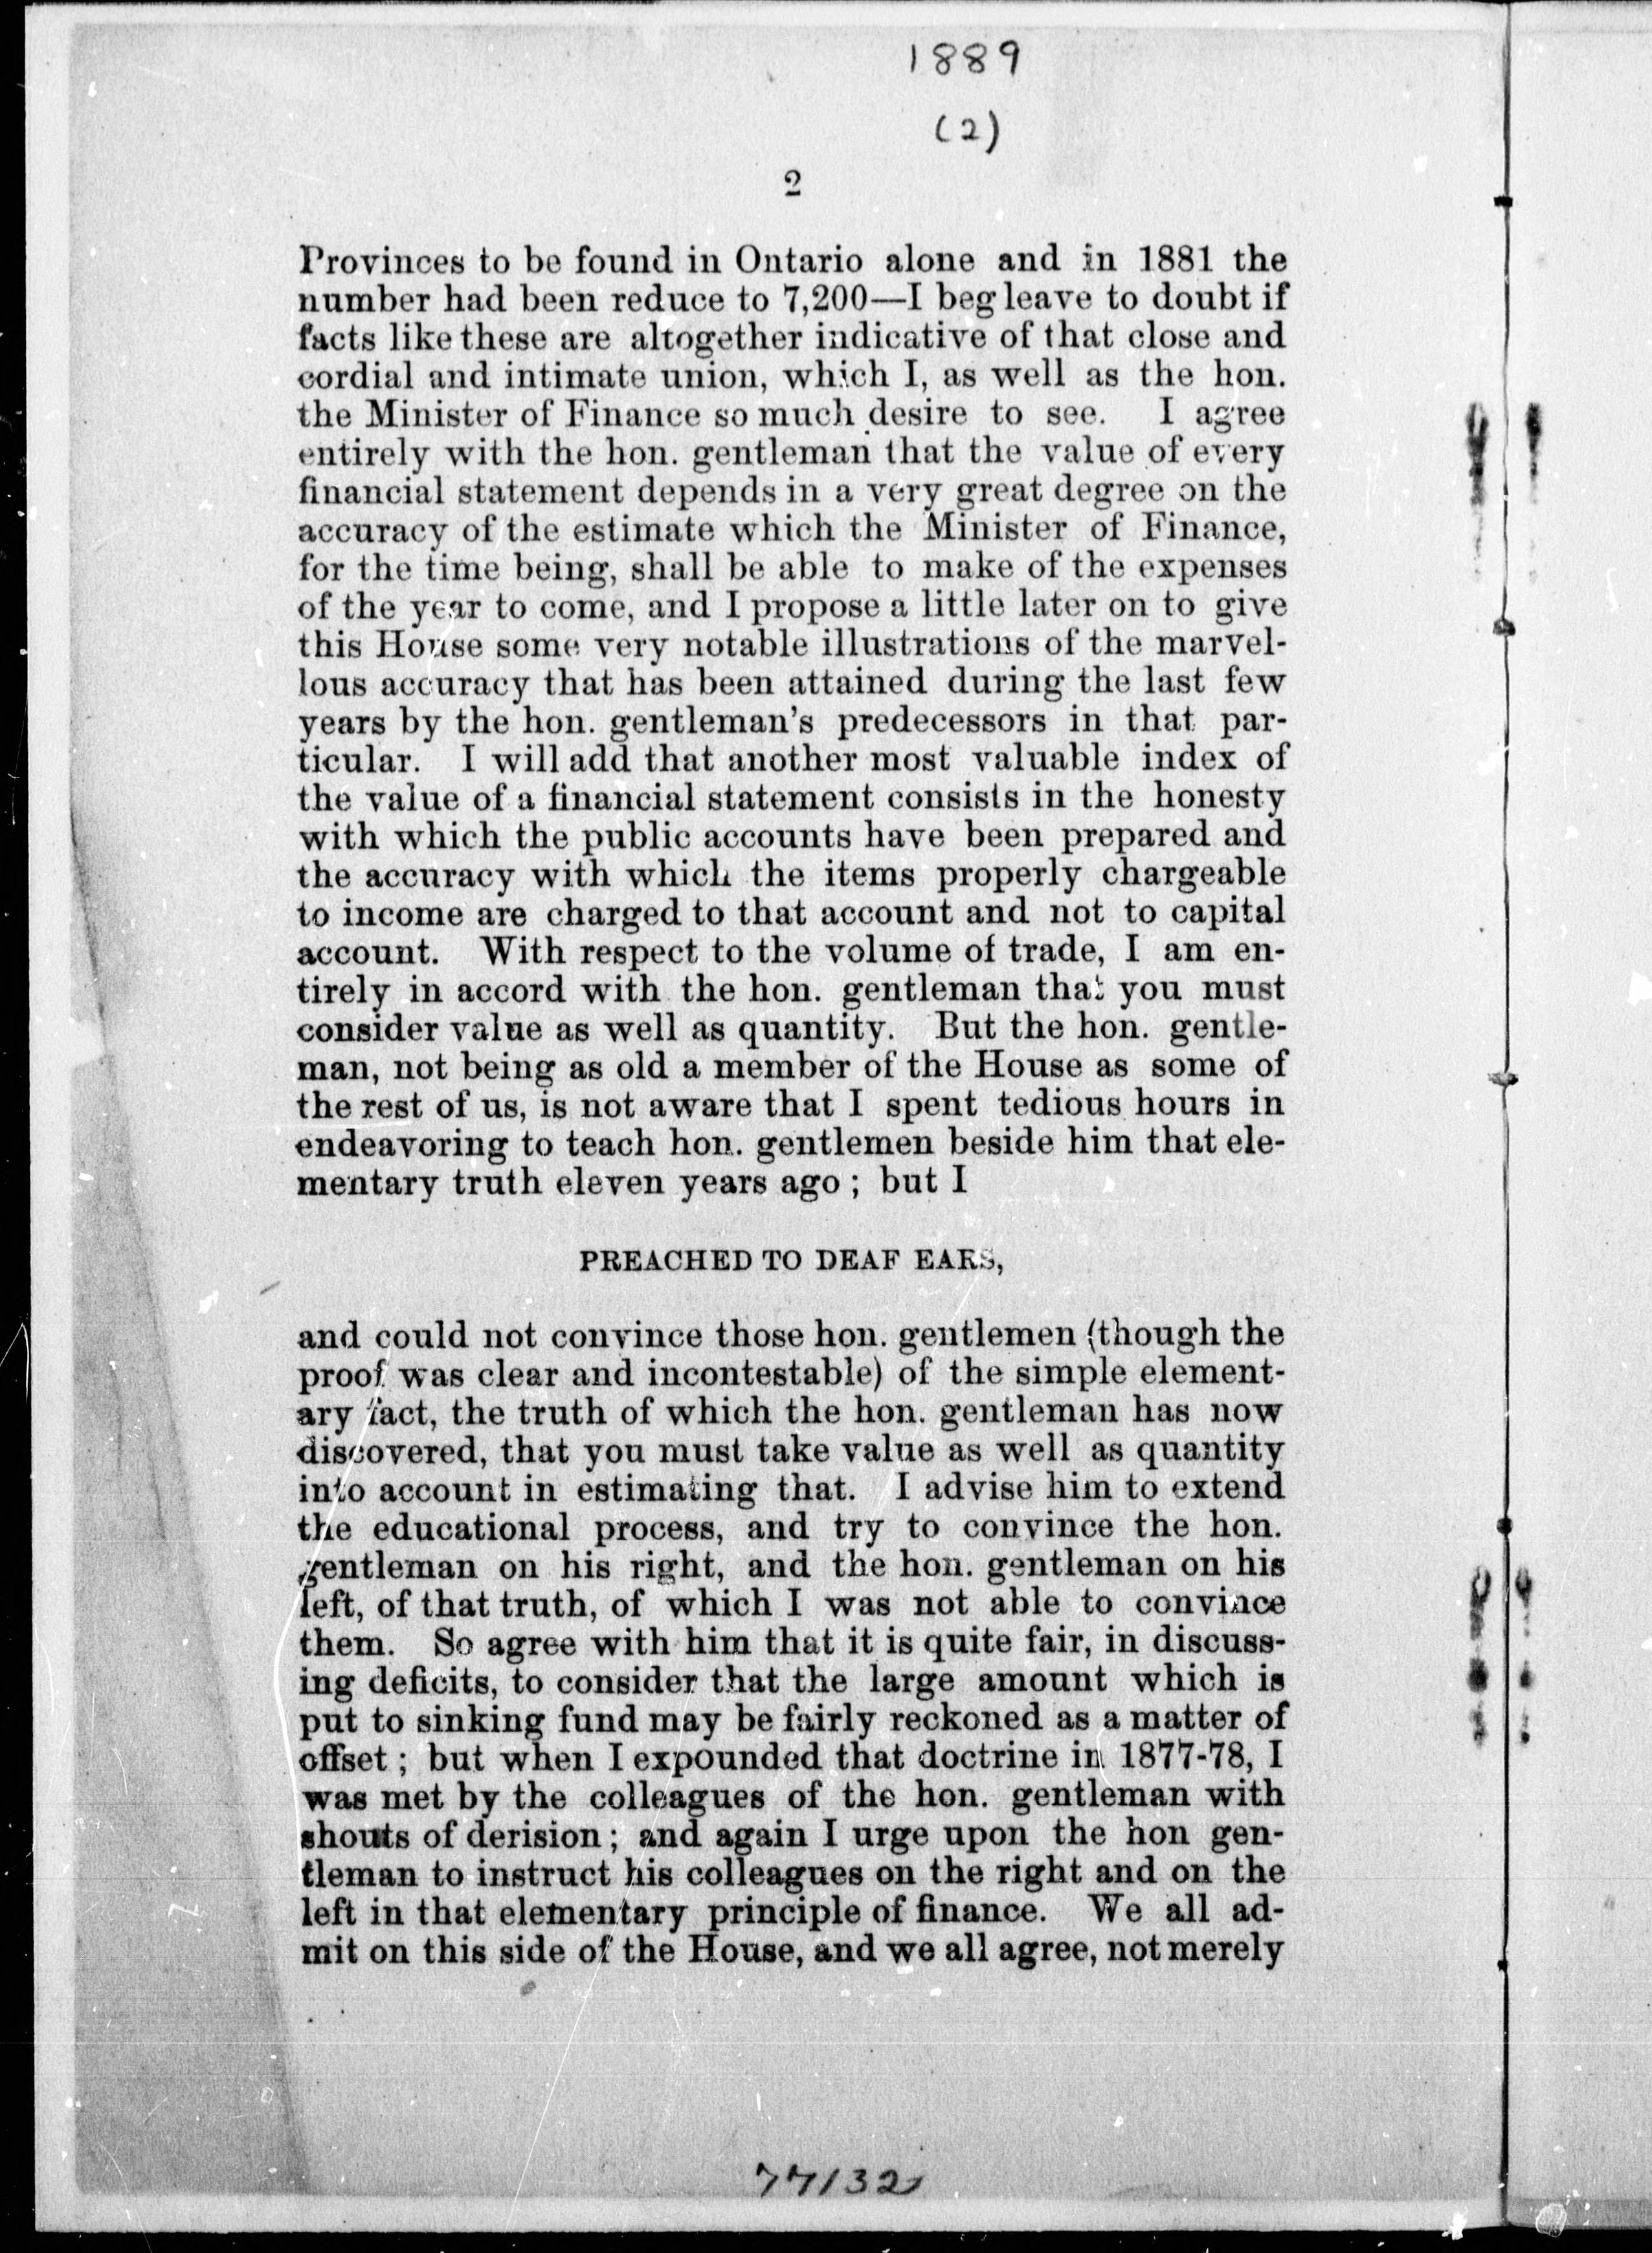 1889
(2)
2
Provinces to be found in Ontario alone and in 1881 the
number had been reduce to 7,200—I beg leave to doubt if
facts like these are altogether indicative of that close and
cordial and intimate union, which I, as well as the hon.
the Minister of Finance so much desire to see. I agree
entirely with the hon. gentleman that the value of every
financial statement depends in a very great degree on the
accuracy of the estimate which the Minister of Finance,
for the time being, shall be able to make of the expenses
of the year to come, and I propose a little later on to give
this House some very notable illustrations of the marvel-
lous accuracy that has been attained during the last few
years by the hon. gentleman's predecessors in that par-
ticular. I will add that another most valuable index of
the value of a financial statement consists in the honesty
with which the public accounts have been prepared and
the accuracy with which the items properly chargeable
to income are charged to that account and not to capital
account. With respect to the volume of trade, I am en-
tirely in accord with the hon. gentleman that you must
consider value as well as quantity. But the hon. gentle-
man, not being as old a member of the House as some of
the rest of us, is not aware that I spent tedious hours in
endeavoring to teach hon. gentlemen beside him that ele-
mentary truth eleven years ago ; but I
PREACHED TO DEAF EARS,
and could not convince those hon. gentlemen (though the
proof was clear and incontestable) of the simple element-
ary fact, the truth of which the hon. gentleman has now
discovered, that you must take value as well as quantity
into account in estimating that. I advise him to extend
the educational process, and try to convince the hon.
gentleman on his right, and the hon. gentleman on his
left, of that truth, of which I was not able to convince
them. So agree with him that it is quite fair, in discuss-
ing deficits, to consider that the large amount which is
put to sinking fund may be fairly reckoned as a matter of
offset ; but when I expounded that doctrine in 1877-78, I
was met by the colleagues of the hon. gentleman with
shouts of derision ; and again I urge upon the hon gen-
tleman to instruct his colleagues on the right and on the
left in that elementary principle of finance. We all ad-
mit on this side of the House, and we all agree, not merely
77132